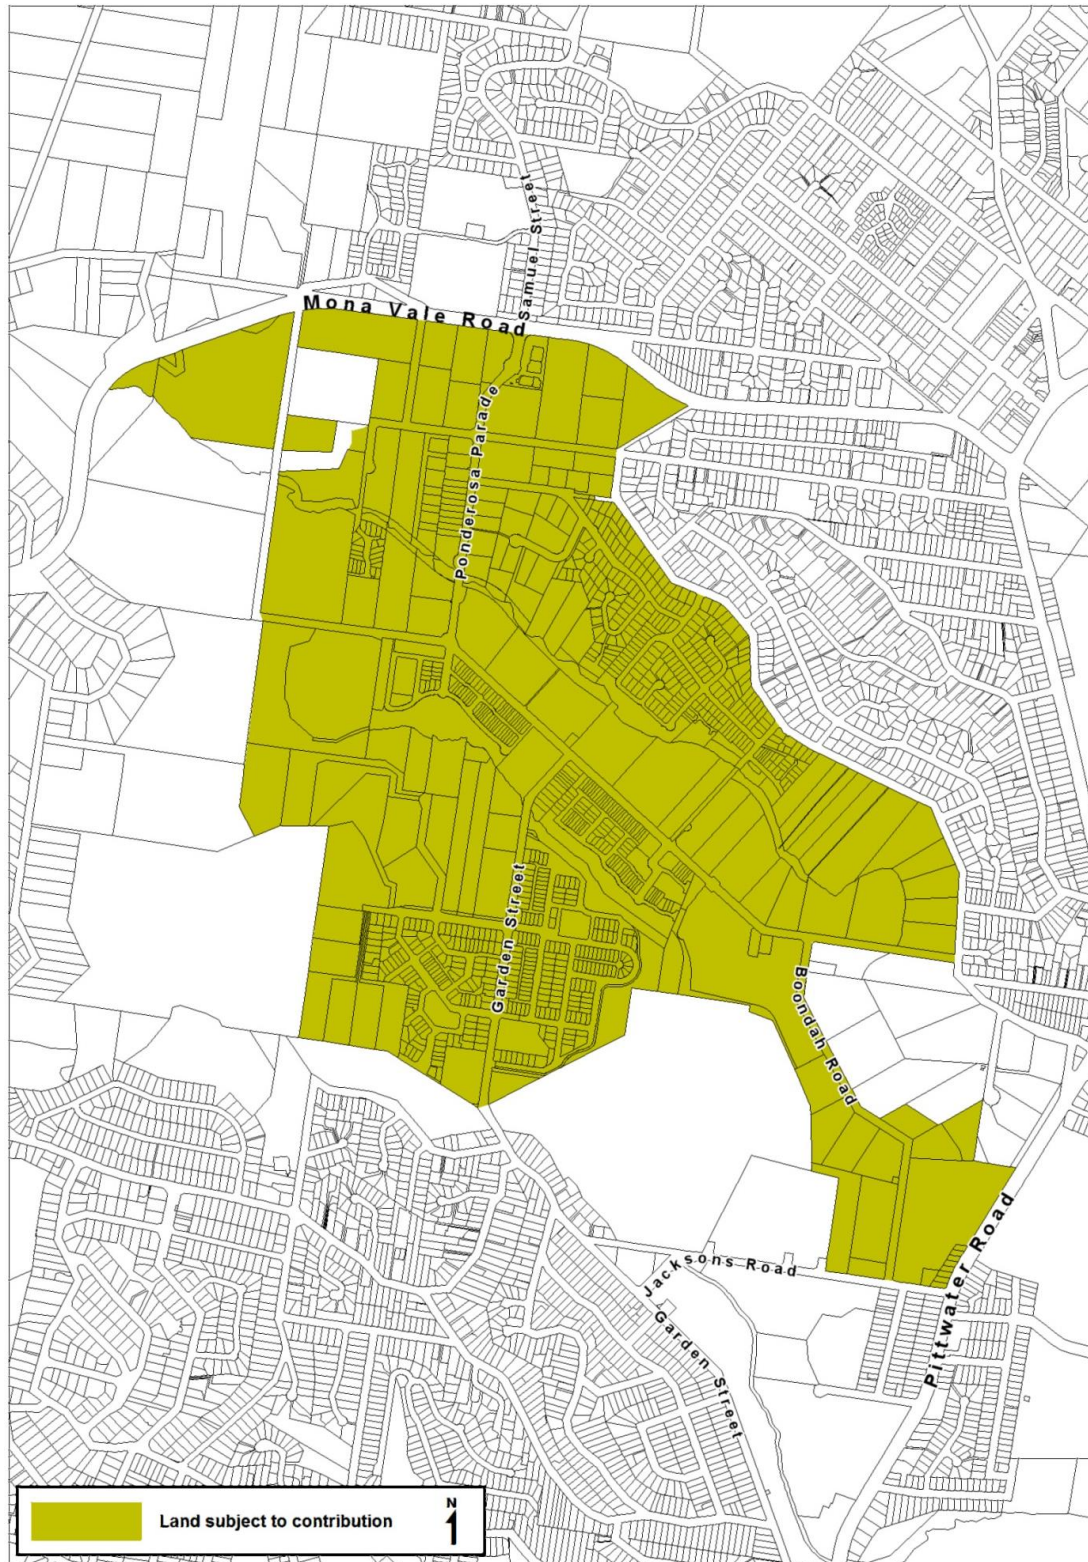 Samuel Street
Mona Vale Road
Ponderosa Parade
Garden Street
Boondah Road
Pittwater Road
Jacksons Road
Garden Street
N
Land subject to contribution